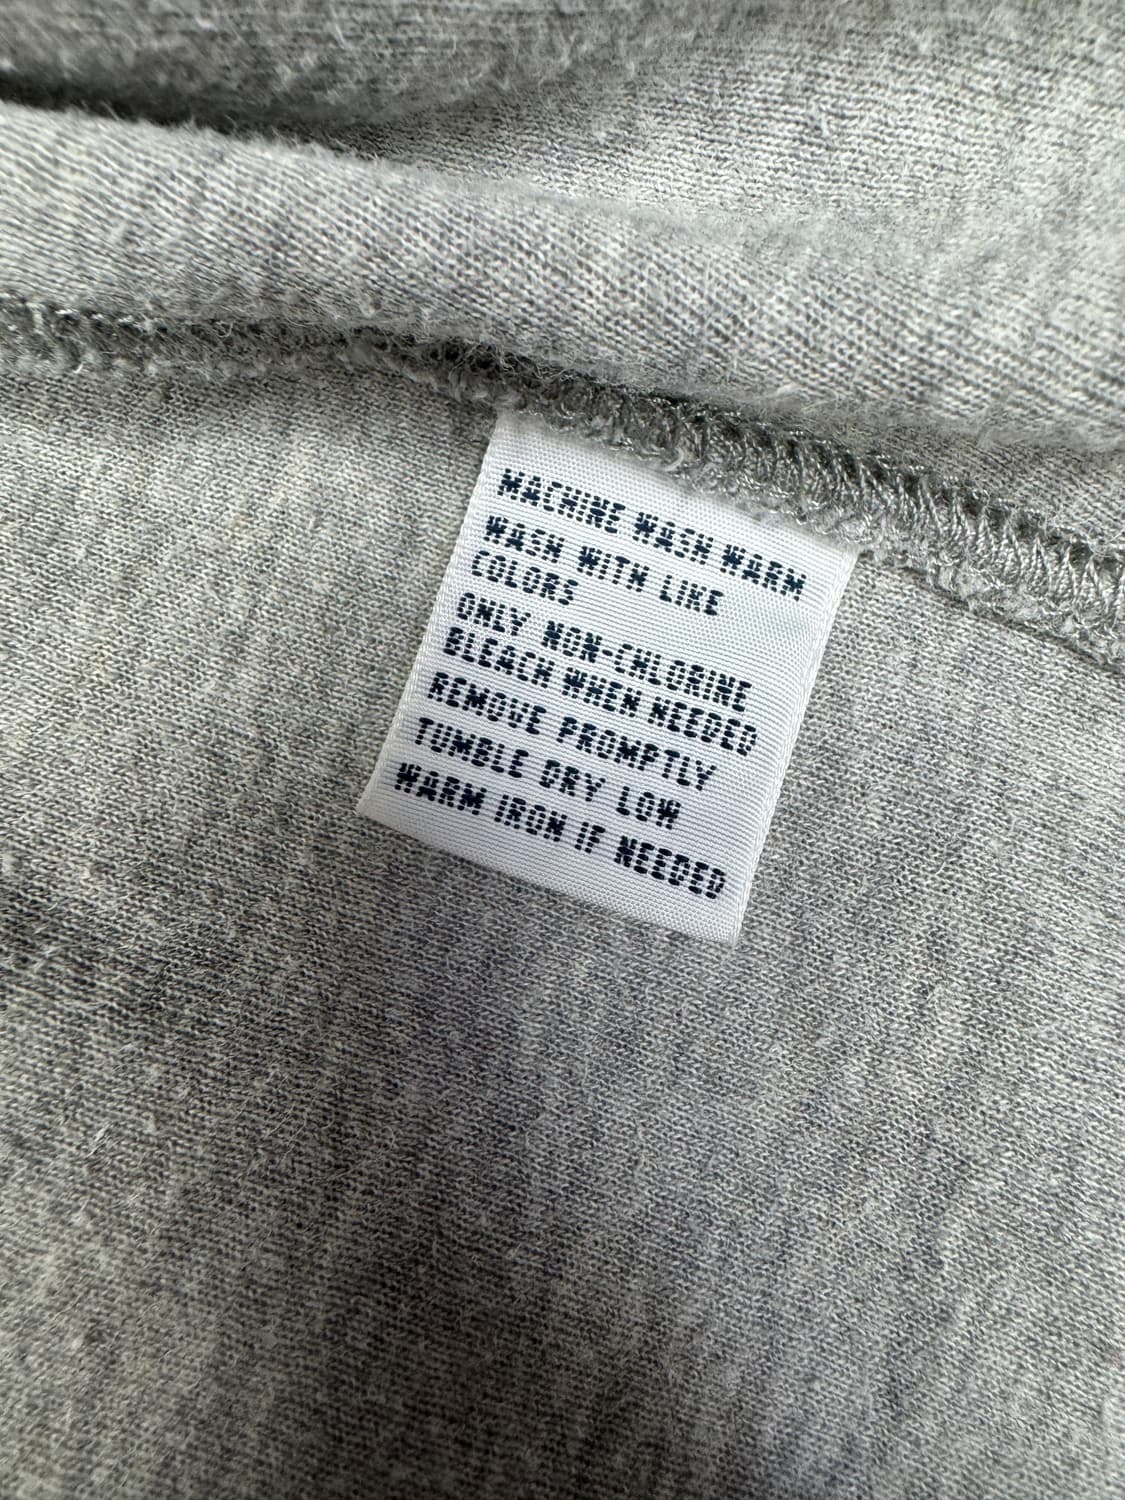 MACHINE WASH WARM
WASH WITH LIKE
COLORS
ONLY NON-CHLORINE
BLEACH WHEN NEEDED
REMOVE PROMPTLY
TUMBLE DRY LOW
WARM IRON IF NEEDED